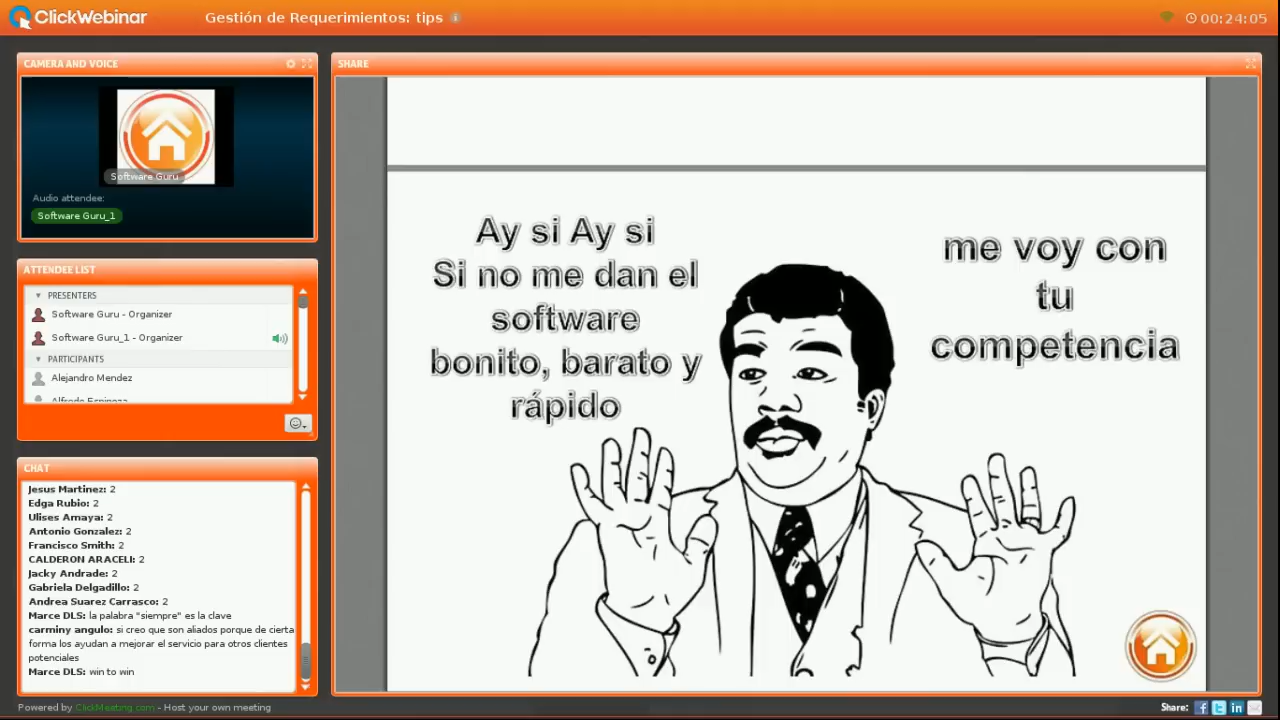 ClickWebinar
Gestión de Requerimientos: tips
00:24:05
CAMERA AND VOICE
Software Guru
Audio attendee:
Software Guru_1
ATTENDEE LIST
PRESENTERS
Software Guru - Organizer
Software Guru_1 - Organizer
PARTICIPANTS
Alejandro Mendez
Alfredo Espinoza
CHAT
Jesus Martinez: 2
Edga Rubio: 2
Ulises Amaya: 2
Antonio Gonzalez: 2
Francisco Smith: 2
CALDERON ARACELI: 2
Jacky Andrade: 2
Gabriela Delgadillo: 2
Andrea Suarez Carrasco: 2
Marce DLS: la palabra "siempre" es la clave
carminy angulo: si creo que son aliados porque de cierta
forma los ayudan a mejorar el servicio para otros clientes
potenciales
Marce DLS: win to win
SHARE
Ay si Ay si
Si no me dan el
software
bonito, barato y
rápido
me voy con
tu
competencia
Powered by ClickMeeting.com - Host your own meeting
Share: